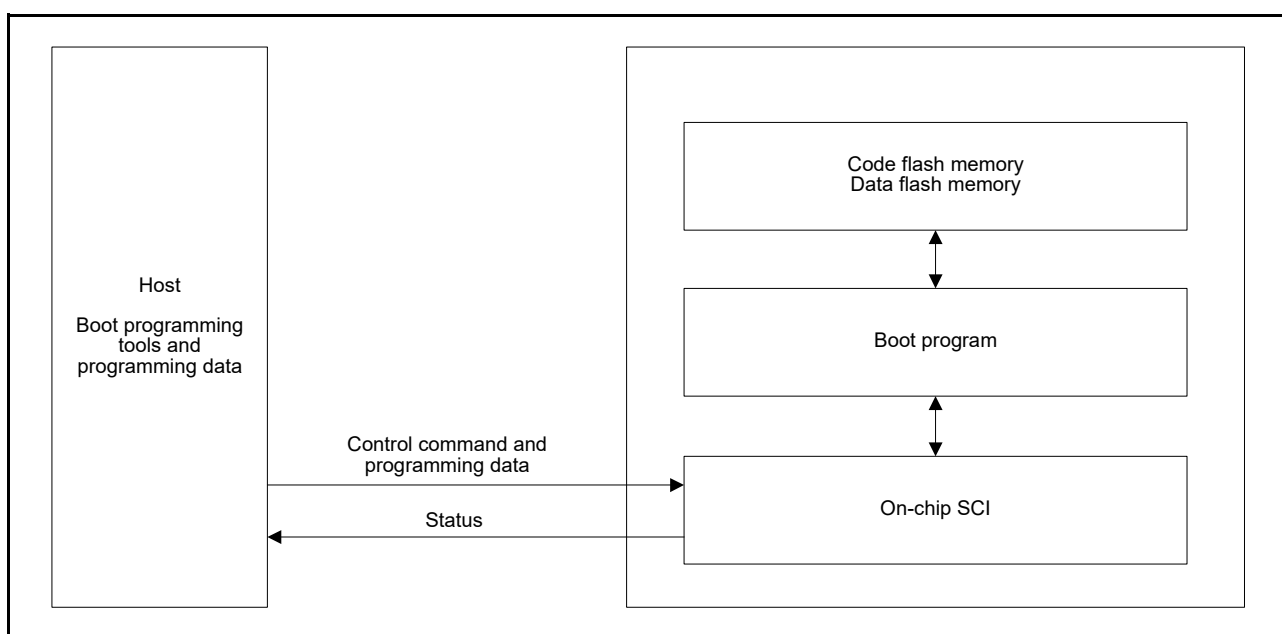 Host
Boot programming
tools and
programming data
Control command and
programming data
Status
Code flash memory
Data flash memory
Boot program
On-chip SCI